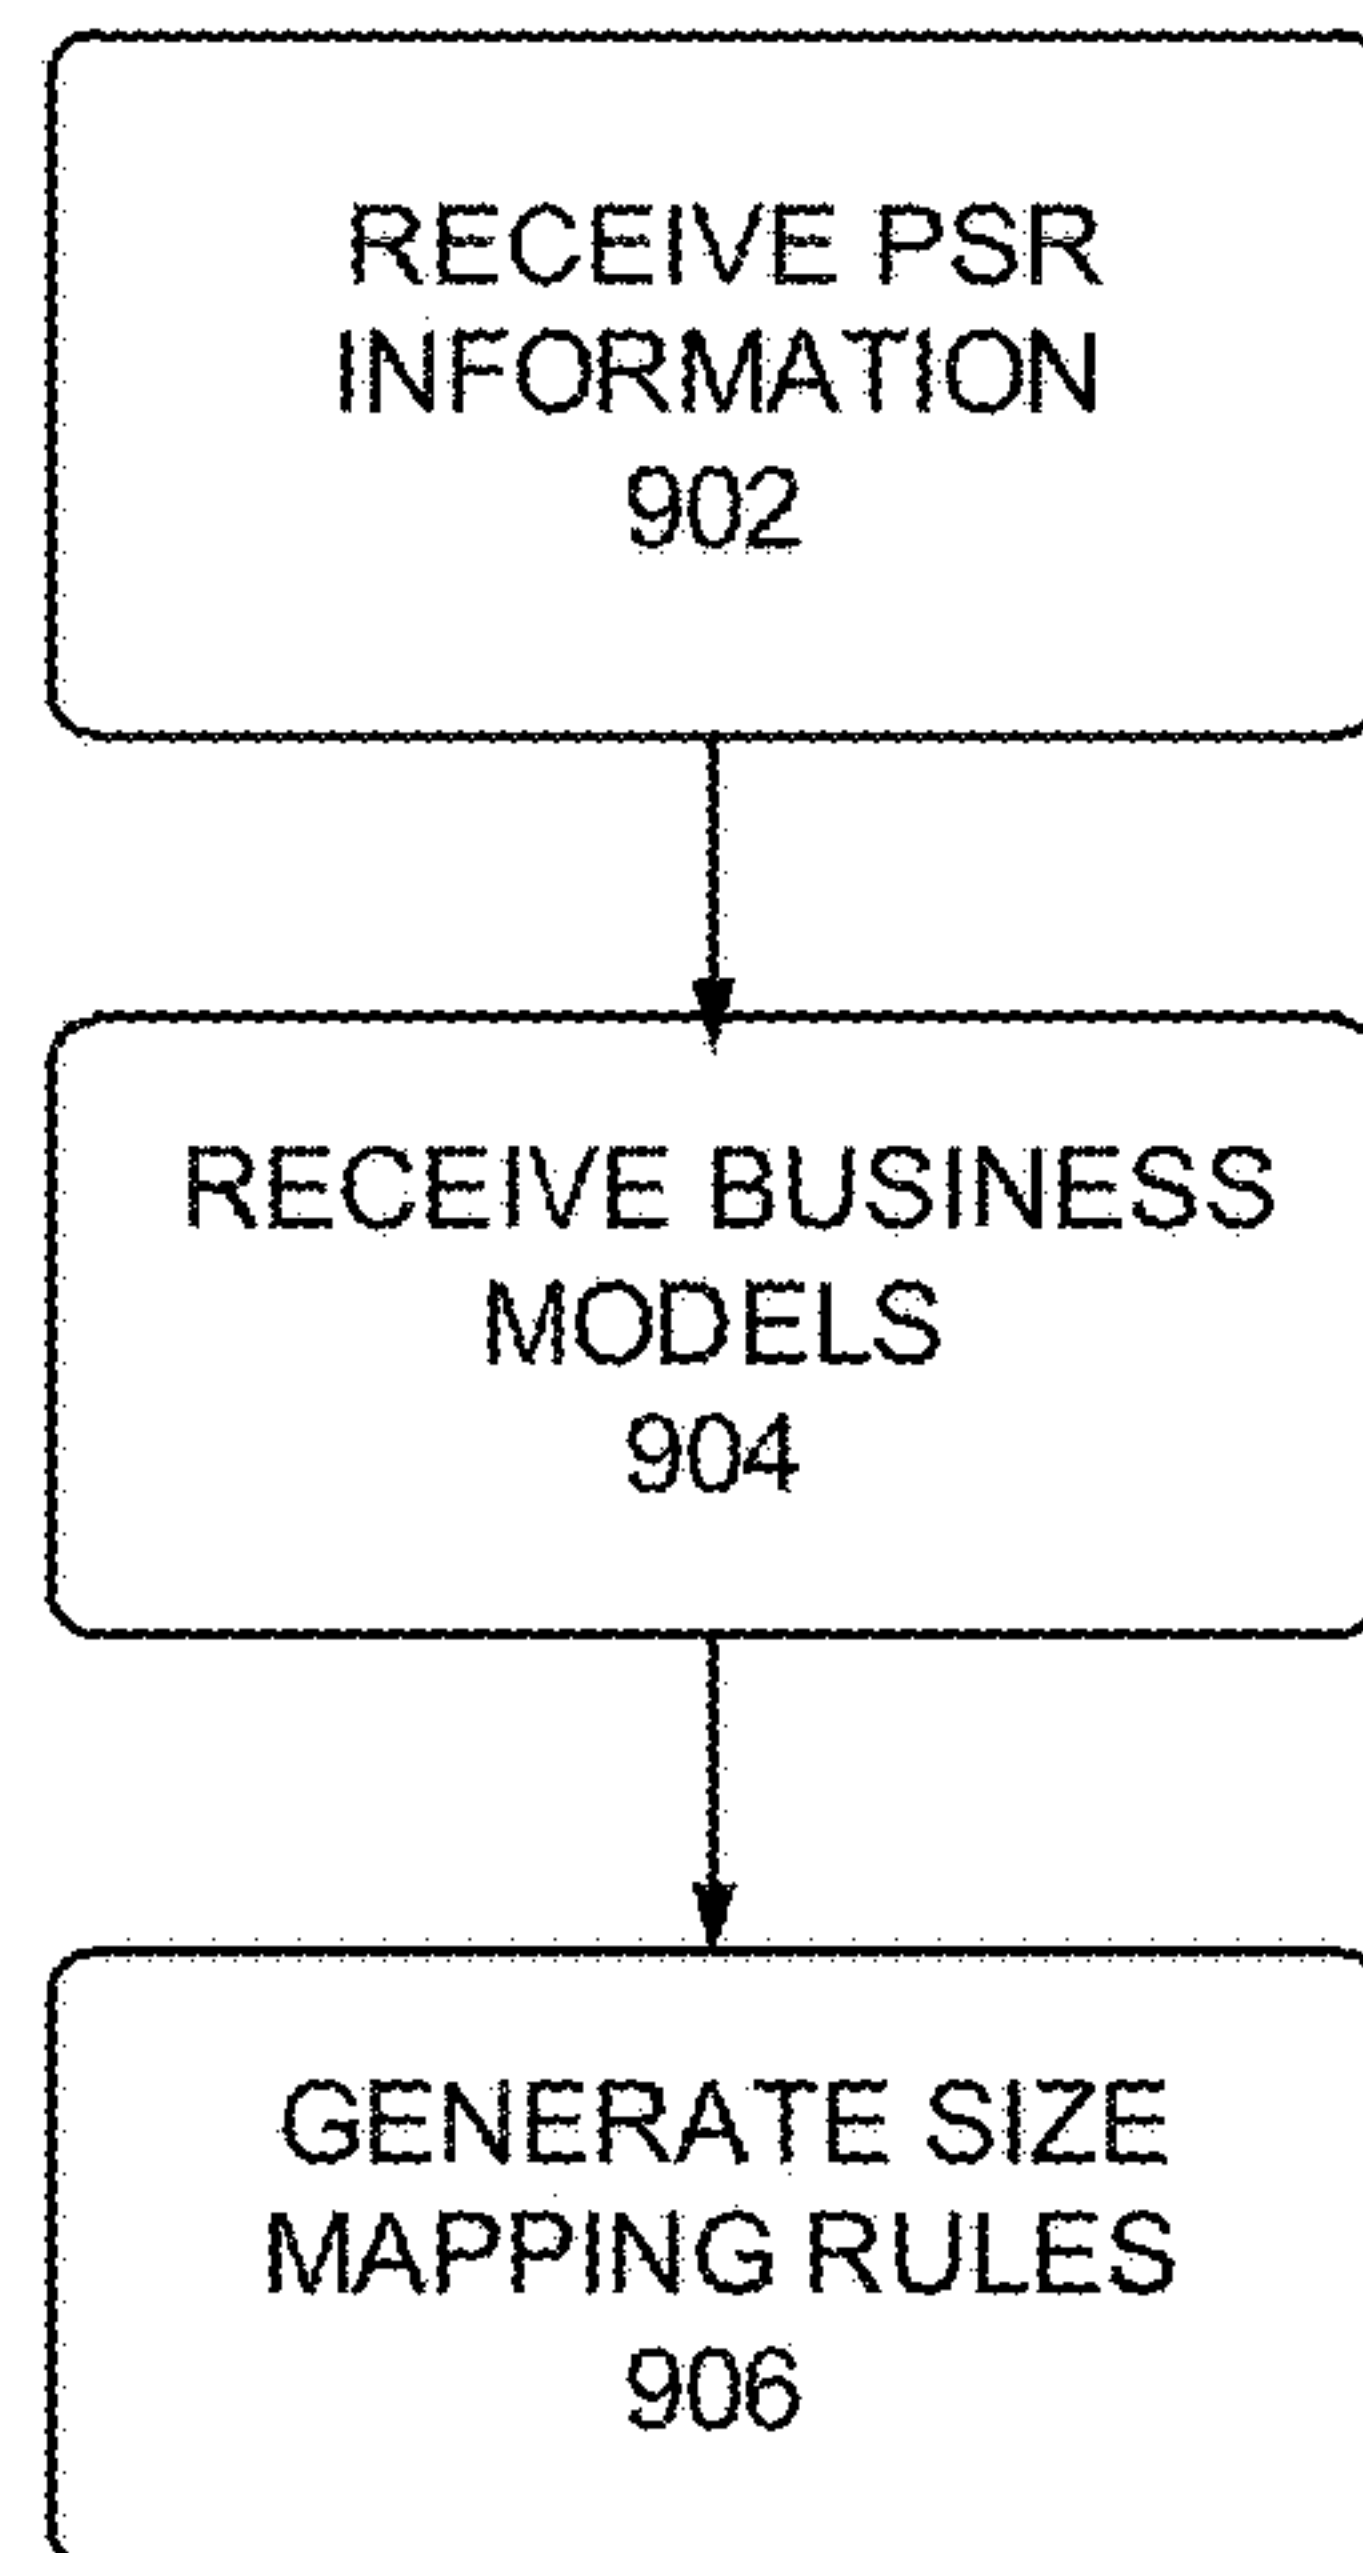 RECEIVE PSR
INFORMATION
902
RECEIVE BUSINESS
MODELS
904
GENERATE SIZE
MAPPING RULES
906